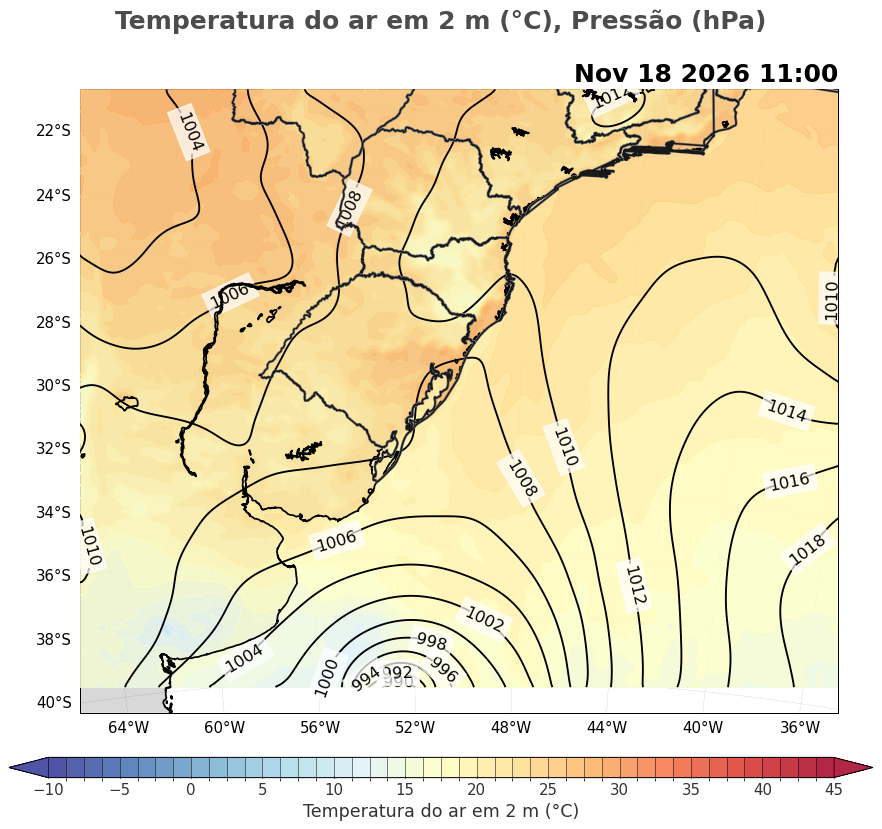 Temperatura do ar em 2 m (°C), Pressão (hPa)
Nov 18 2026 11:00
1012
1004
22°S
24°S
1008
26°S
1006
1010
28°S
30°S
1014
32°S
1010
1008
1016
34°S
1006
1018
1010
36°S
1012
1002
38°S
998
1004
996
1000
994
992
990
40°S
64°W 60°W 56°W 52°W 48°W 44°W 40°W 36°W
−10 −5 0 5 10 15 20 25 30 35 40 45
Temperatura do ar em 2 m (°C)